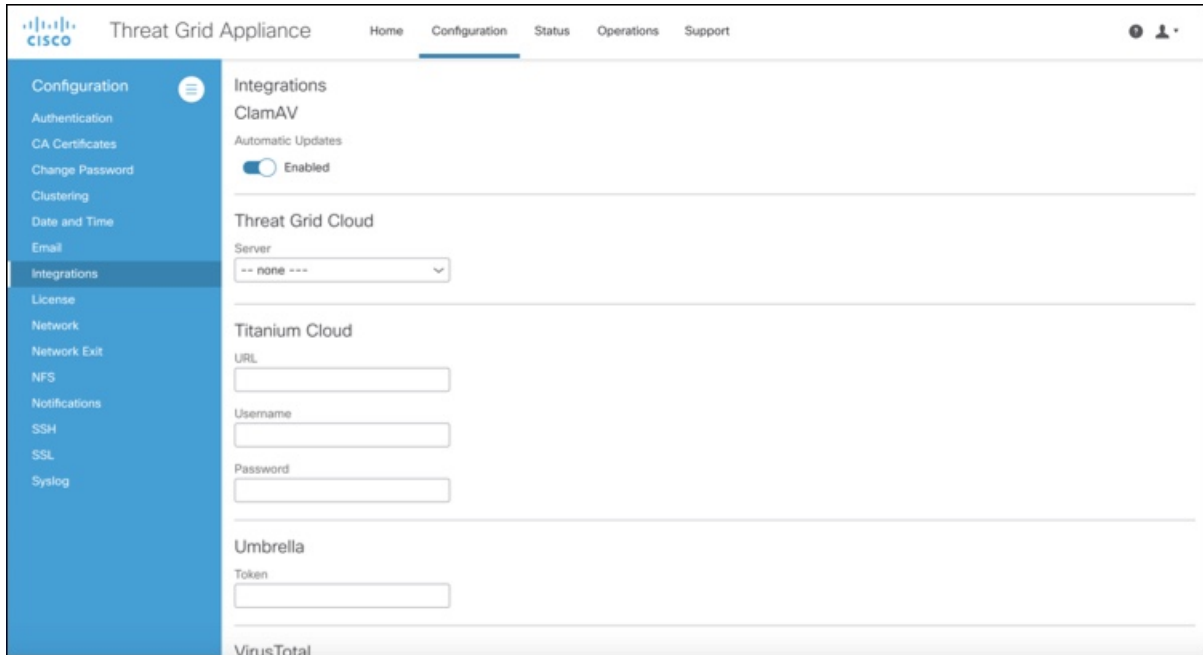 CISCO
Threat Grid Appliance
Home
Configuration
Status
Operations
Support
Configuration
Authentication
CA Certificates
Change Password
Clustering
Date and Time
Email
Integrations
License
Network
Network Exit
NFS
Notifications
SSH
SSL
Syslog
Integrations
ClamAV
Automatic Updates
Enabled
Threat Grid Cloud
Server
-- none ---
Titanium Cloud
URL
Username
Password
Umbrella
Token
VirusTotal